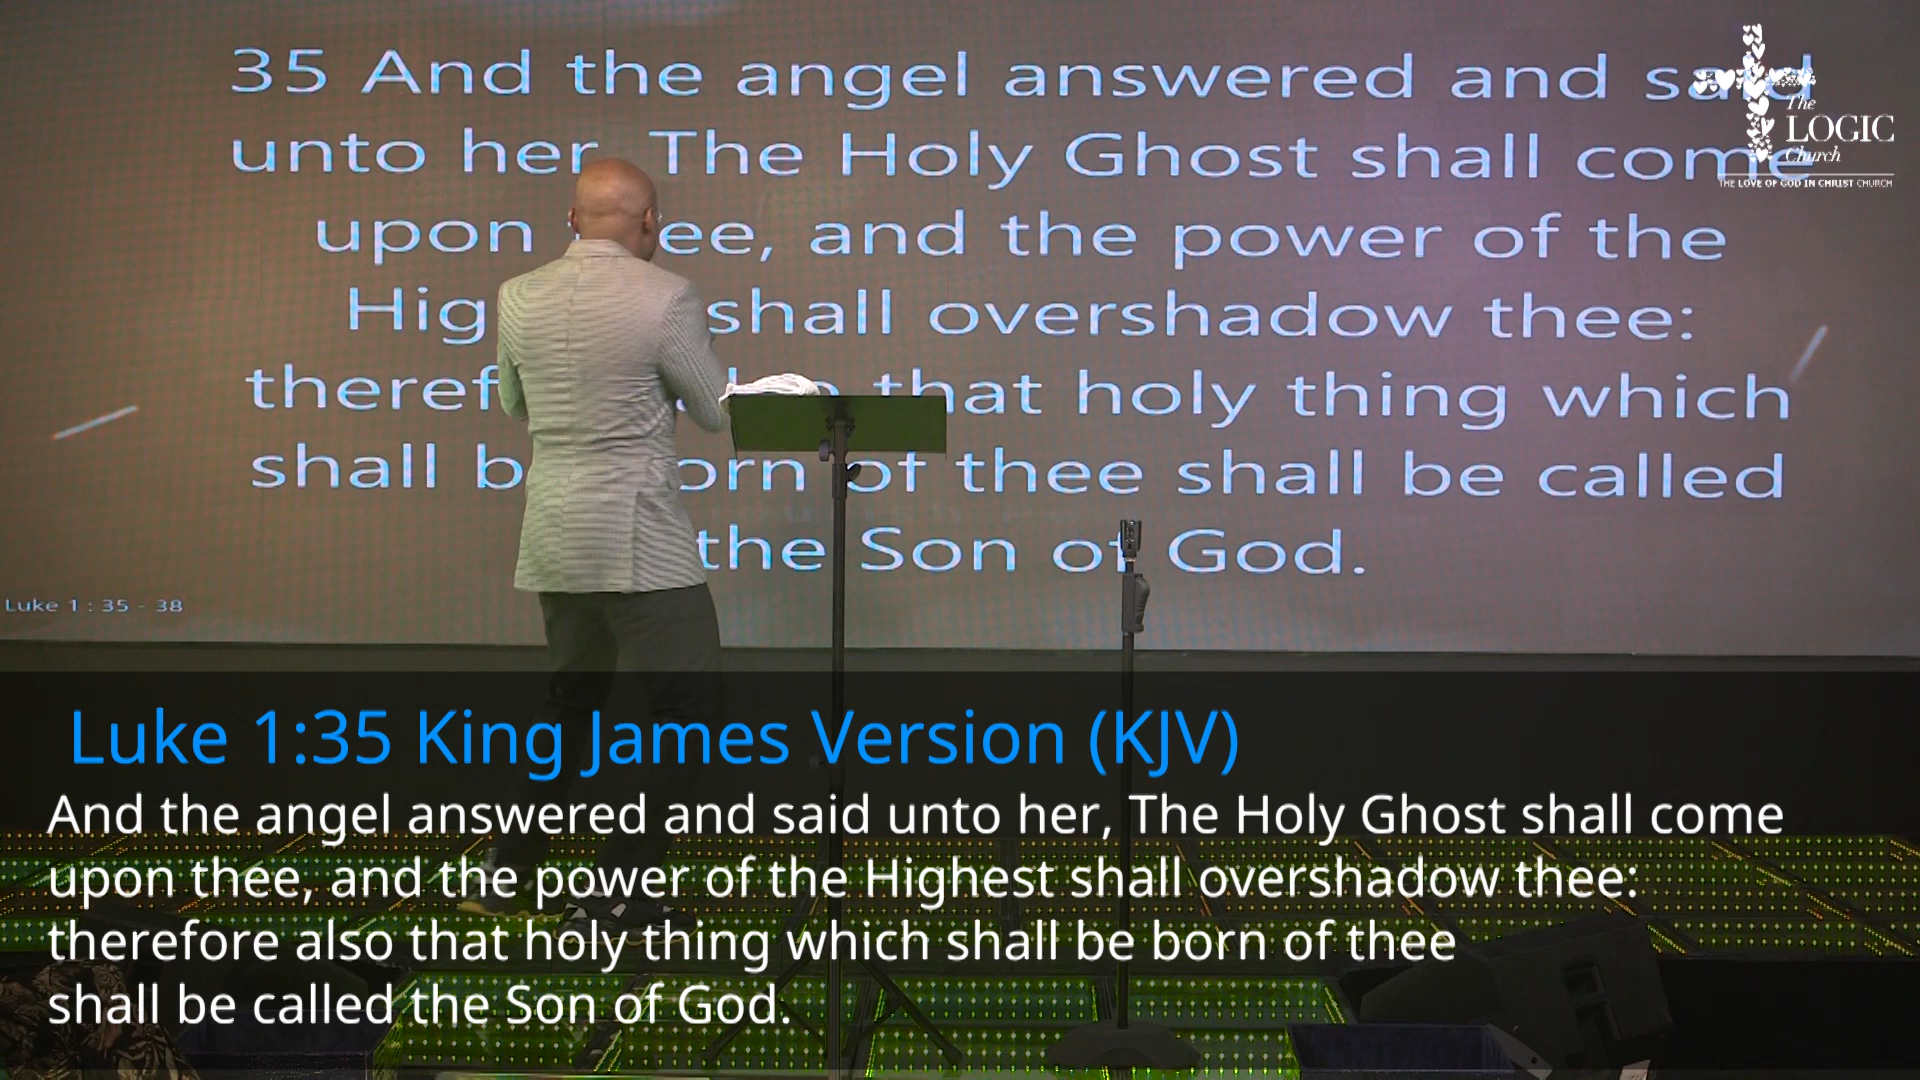 35 And the angel answered and said
unto her, The Holy Ghost shall come
upon ee, and the power of the
Hig shall overshadow thee:
theref that holy thing which
shall b orn of thee shall be called
the Son of God.
Luke 1 : 35 - 38
The
LOGIC
Church
THE LOVE OF GOD IN CHRIST CHURCH
Luke 1:35 King James Version (KJV)
And the angel answered and said unto her, The Holy Ghost shall come
upon thee, and the power of the Highest shall overshadow thee:
therefore also that holy thing which shall be born of thee
shall be called the Son of God.